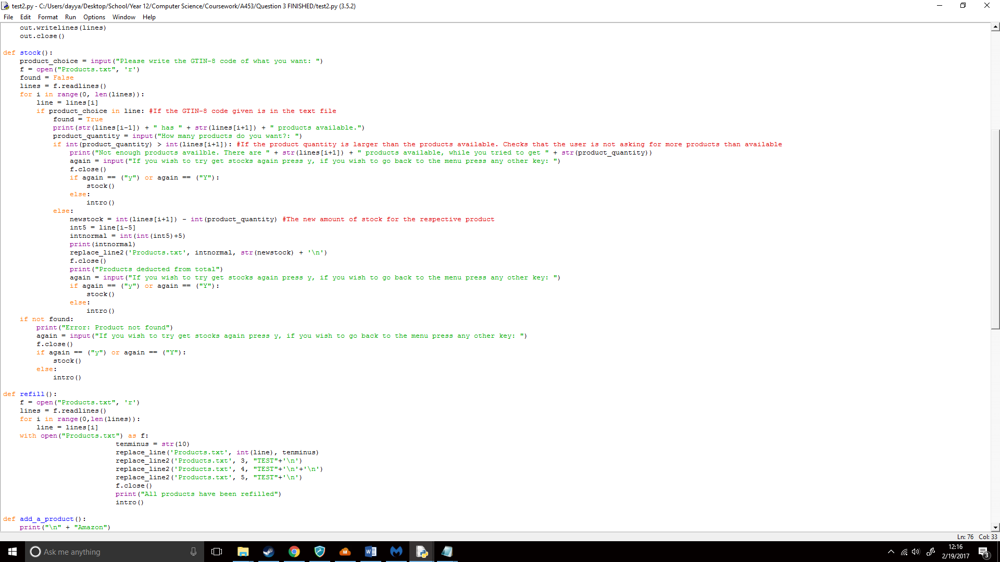 test2.py - C:/Users/dayya/Desktop/School/Year 12/Computer Science/Coursework/A453/Question 3 FINISHED/test2.py (3.5.2)
File Edit Format Run Options Window Help
    out.writelines(lines)
    out.close()

def stock():
    product_choice = input("Please write the GTIN-8 code of what you want: ")
    f = open("Products.txt", 'r')
    found = False
    lines = f.readlines()
    for i in range(0, len(lines)):
        line = lines[i]
        if product_choice in line: #If the GTIN-8 code given is in the text file
            found = True
            print(str(lines[i-1]) + " has " + str(lines[i+1]) + " products available.")
            product_quantity = input("How many products do you want?: ")
            if int(product_quantity) > int(lines[i+1]): #If the product quantity is larger than the products available. Checks that the user is not asking for more products than available
                print("Not enough products availble. There are " + str(lines[i+1]) + " products available, while you tried to get " + str(product_quantity))
                again = input("If you wish to try get stocks again press y, if you wish to go back to the menu press any other key: ")
                f.close()
                if again == ("y") or again == ("Y"):
                    stock()
                else:
                    intro()
            else:
                newstock = int(lines[i+1]) - int(product_quantity) #The new amount of stock for the respective product
                int5 = line[i-5]
                intnormal = int(int(int5)+5)
                print(intnormal)
                replace_line2('Products.txt', intnormal, str(newstock) + '\n')
                f.close()
                print("Products deducted from total")
                again = input("If you wish to try get stocks again press y, if you wish to go back to the menu press any other key: ")
                if again == ("y") or again == ("Y"):
                    stock()
                else:
                    intro()
    if not found:
        print("Error: Product not found")
        again = input("If you wish to try get stocks again press y, if you wish to go back to the menu press any other key: ")
        f.close()
        if again == ("y") or again == ("Y"):
            stock()
        else:
            intro()

def refill():
    f = open("Products.txt", 'r')
    lines = f.readlines()
    for i in range(0,len(lines)):
        line = lines[i]
    with open("Products.txt") as f:
                           tenminus = str(10)
                           replace_line('Products.txt', int(line), tenminus)
                           replace_line2('Products.txt', 3, "TEST"+'\n')
                           replace_line2('Products.txt', 4, "TEST"+'\n'+'\n')
                           replace_line2('Products.txt', 5, "TEST"+'\n')
                           f.close()
                           print("All products have been refilled")
                           intro()

def add_a_product():
    print("\n" + "Amazon")
Ln: 76 Col: 33
Ask me anything
12:16
2/19/2017
3